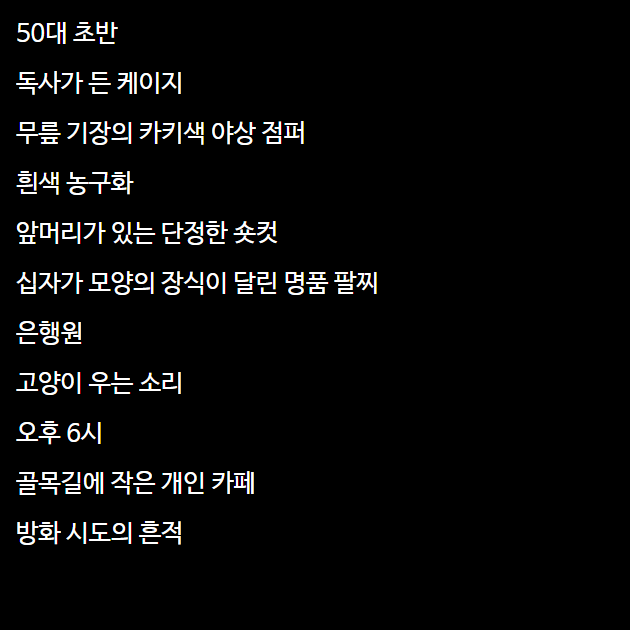 50대 초반
독사가 든 케이지
무릎 기장의 카키색 야상 점퍼
흰색 농구화
앞머리가 있는 단정한 숏컷
십자가 모양의 장식이 달린 명품 팔찌
은행원
고양이 우는 소리
오후 6시
골목길에 작은 개인 카페
방화 시도의 흔적